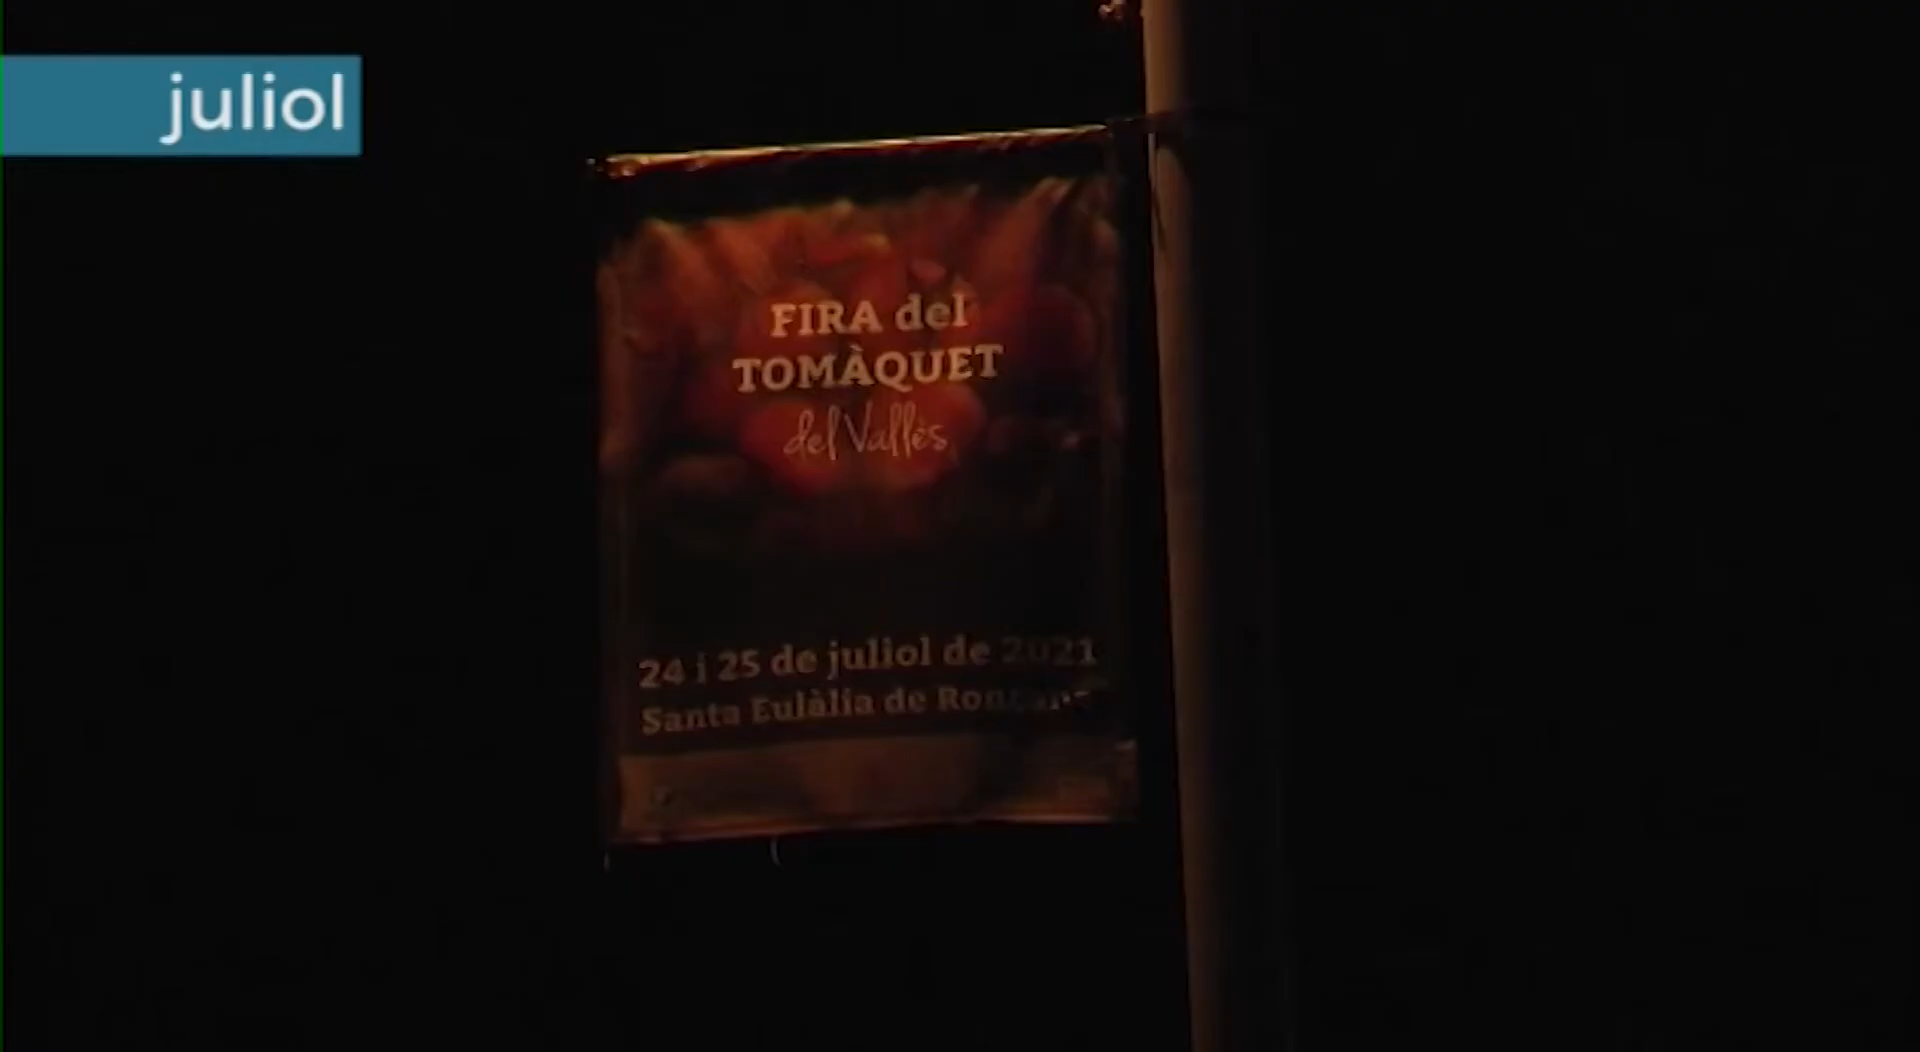 juliol
FIRA del
TOMÀQUET
del Vallès
24 i 25 de juliol de 2021
Santa Eulàlia de